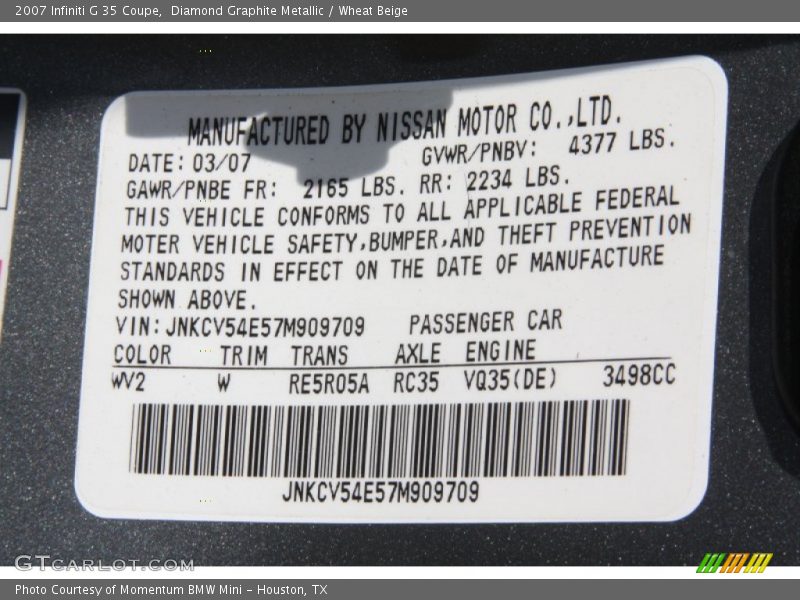 2007 Infiniti G 35 Coupe,  Diamond Graphite Metallic / Wheat Beige
MANUFACTURED BY NISSAN MOTOR CO.,LTD.
DATE: 03/07 GVWR/PNBV: 4377 LBS.
GAWR/PNBE FR: 2165 LBS. RR: 2234 LBS.
THIS VEHICLE CONFORMS TO ALL APPLICABLE FEDERAL
MOTER VEHICLE SAFETY,BUMPER,AND THEFT PREVENTION
STANDARDS IN EFFECT ON THE DATE OF MANUFACTURE
SHOWN ABOVE.
VIN: JNKCV54E57M909709 PASSENGER CAR
COLOR TRIM TRANS AXLE ENGINE
WV2 W RE5R05A RC35 VQ35(DE) 3498CC
JNKCV54E57M909709
GTCARLOT.COM
Photo Courtesy of Momentum BMW Mini - Houston, TX